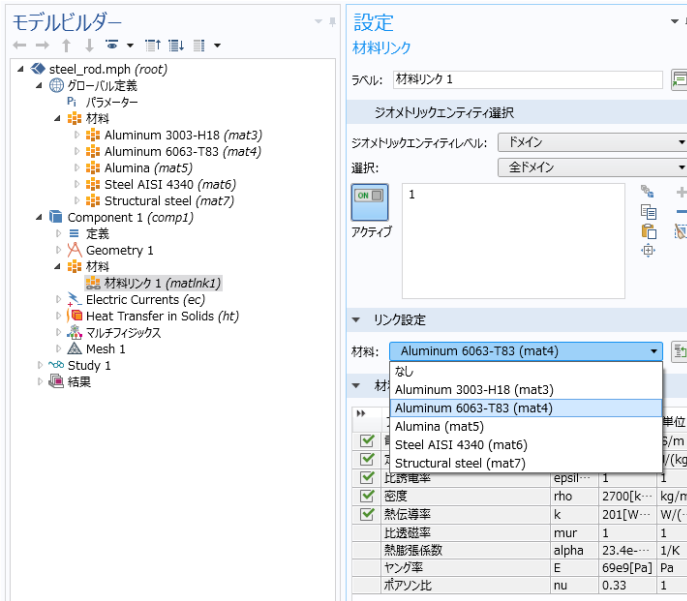 モデルビルダー
steel_rod.mph (root)
グローバル定義
Pi パラメーター
材料
Aluminum 3003-H18 (mat3)
Aluminum 6063-T83 (mat4)
Alumina (mat5)
Steel AISI 4340 (mat6)
Structural steel (mat7)
Component 1 (comp1)
定義
Geometry 1
材料
材料リンク 1 (matlnk1)
Electric Currents (ec)
Heat Transfer in Solids (ht)
マルチフィジックス
Mesh 1
Study 1
結果
設定
材料リンク
ラベル: 材料リンク 1
ジオメトリックエンティティ選択
ジオメトリックエンティティレベル: ドメイン
選択: 全ドメイン
ON
アクティブ
1
リンク設定
材料: Aluminum 6063-T83 (mat4)
なし
Aluminum 3003-H18 (mat3)
Aluminum 6063-T83 (mat4)
Alumina (mat5)
Steel AISI 4340 (mat6)
Structural steel (mat7)
単位
S/m
J/(kg
比誘電率 epsil… 1 1
密度 rho 2700[k… kg/m
熱伝導率 k 201[W… W/(…
比透磁率 mur 1 1
熱膨張係数 alpha 23.4e-… 1/K
ヤング率 E 69e9[Pa] Pa
ポアソン比 nu 0.33 1